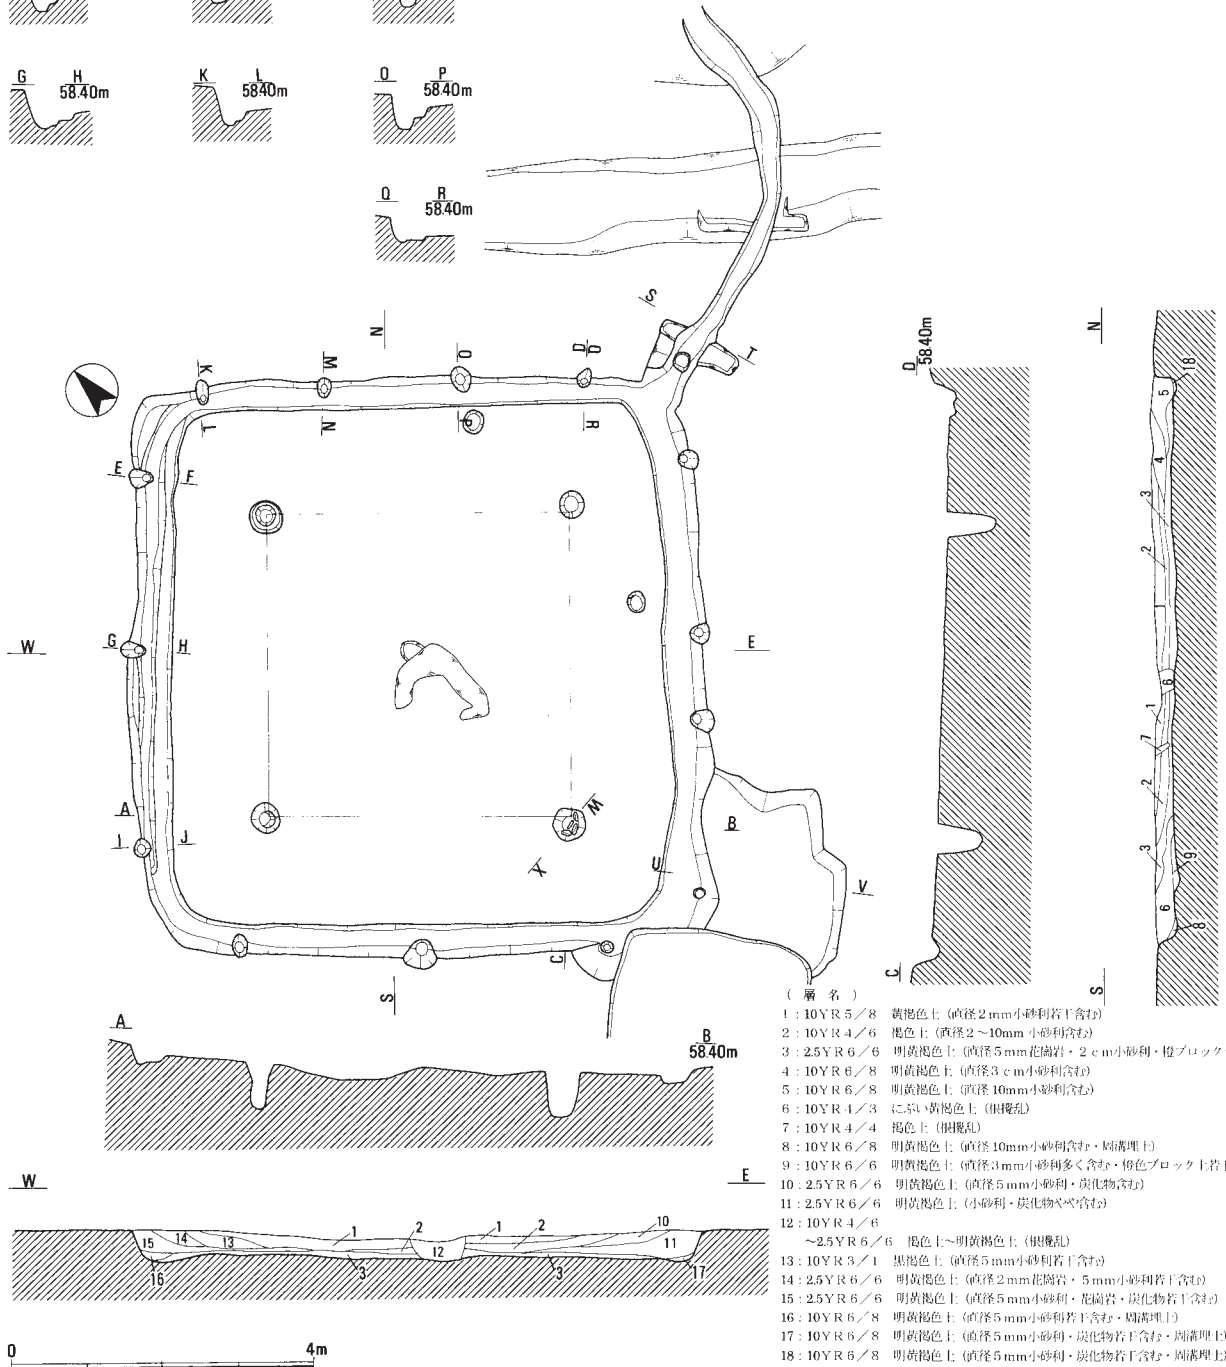 G H
58.40m
K L
58.40m
O P
58.40m
Q R
58.40m
S
T
N
K
M
O
Q
D
L
N
P
R
E
F
W
G
H
E
A
I
J
W
X
B
U
V
C
S
D
58.40m
C
N
18
5
4
3
2
1
6
1
7
2
3
9
6
8
S
A
B
58.40m
W
E
15
14
13
1
2
12
1
2
10
11
16
3
3
17
0
4m
(層名)
1:10YR5/8 黄褐色土(直径2mm小砂利若干含む)
2:10YR4/6 褐色土(直径2~10mm小砂利含む)
3:2.5YR6/6 明黄褐色土(直径5mm花崗岩・2cm小砂利・橙ブロック
4:10YR6/8 明黄褐色土(直径3cm小砂利含む)
5:10YR6/8 明黄褐色土(直径10mm小砂利含む)
6:10YR4/3 にぶい黄褐色土(根攪乱)
7:10YR4/4 褐色土(根攪乱)
8:10YR6/8 明黄褐色土(直径10mm小砂利含む・周溝埋土)
9:10YR6/6 明黄褐色土(直径3mm小砂利多く含む・橙色ブロック土若干
10:2.5YR6/6 明黄褐色土(直径5mm小砂利・炭化物含む)
11:2.5YR6/6 明黄褐色土(小砂利・炭化物やや含む)
12:10YR4/6
~2.5YR6/6 褐色土~明黄褐色土(根攪乱)
13:10YR3/1 黒褐色土(直径5mm小砂利若干含む)
14:2.5YR6/6 明黄褐色土(直径2mm花崗岩・5mm小砂利若干含む)
15:2.5YR6/6 明黄褐色土(直径5mm小砂利・花崗岩・炭化物若干含む)
16:10YR6/8 明黄褐色土(直径5mm小砂利若干含む・周溝埋土)
17:10YR6/8 明黄褐色土(直径5mm小砂利・炭化物若干含む・周溝埋土)
18:10YR6/8 明黄褐色土(直径5mm小砂利・炭化物若干含む・周溝埋土)